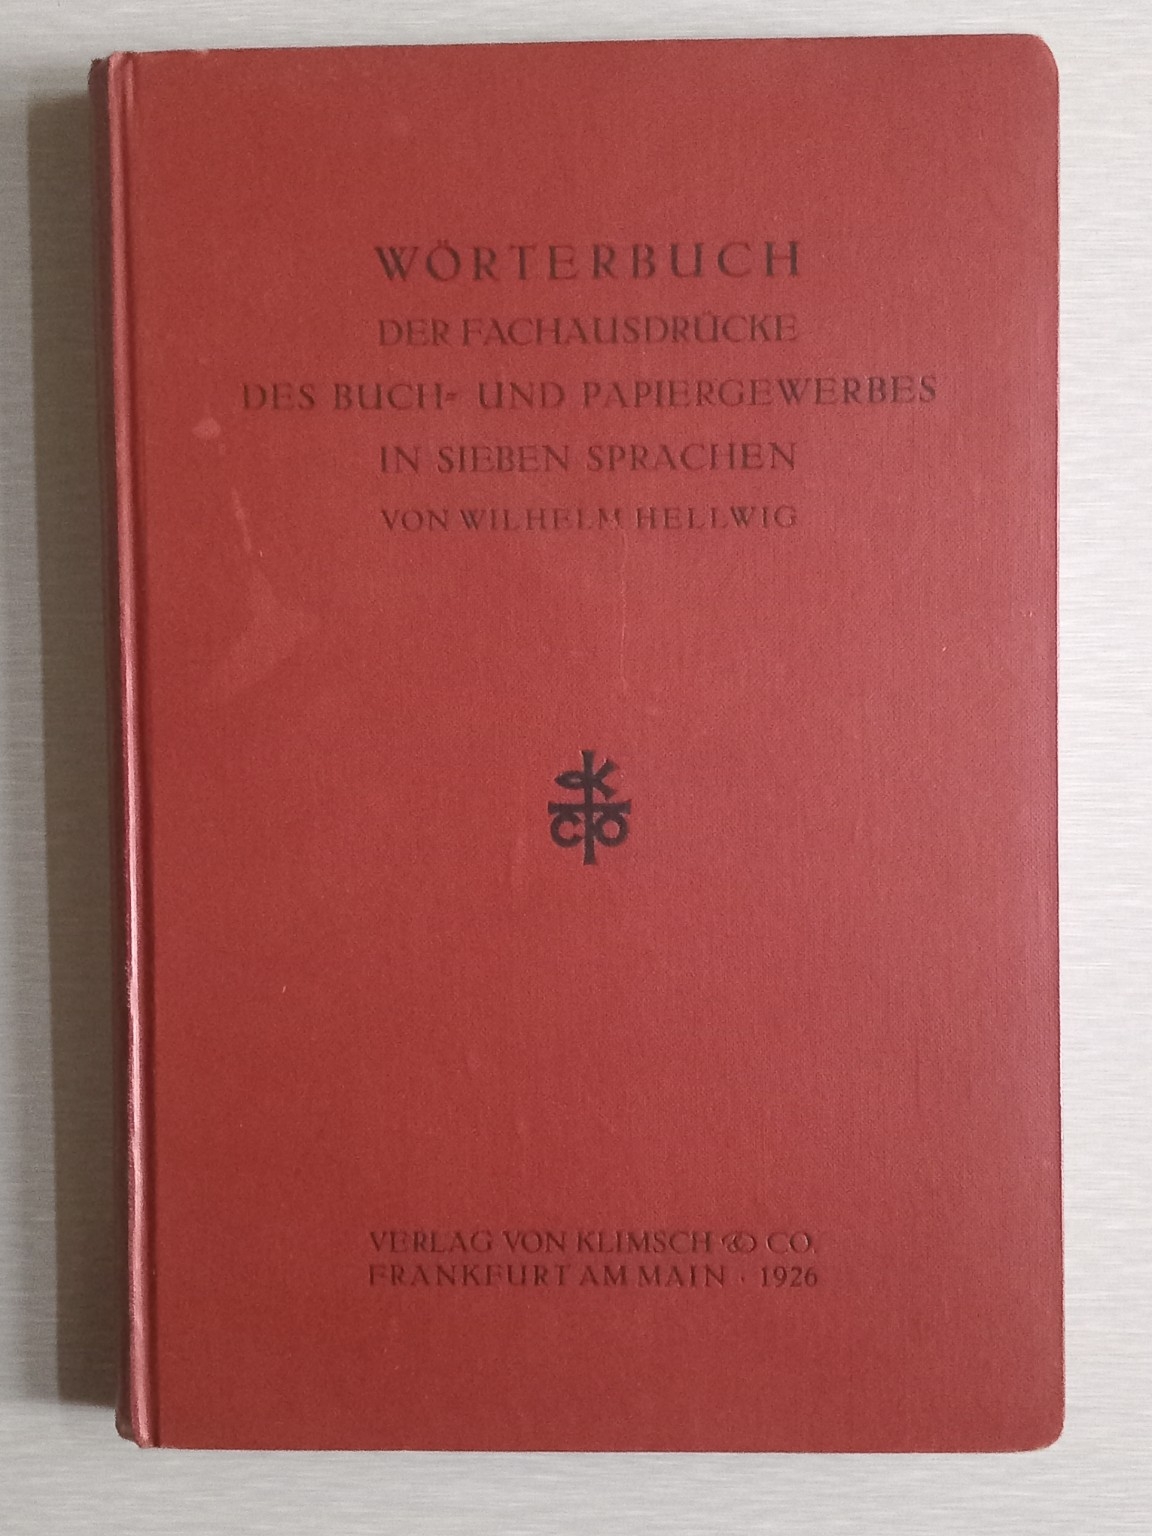 WÖRTERBUCH
DER FACHAUSDRÜCKE
DES BUCH- UND PAPIERGEWERBES
IN SIEBEN SPRACHEN
VON WILHELM HELLWIG
K
CO
VERLAG VON KLIMSCH & CO.
FRANKFURT AM MAIN · 1926